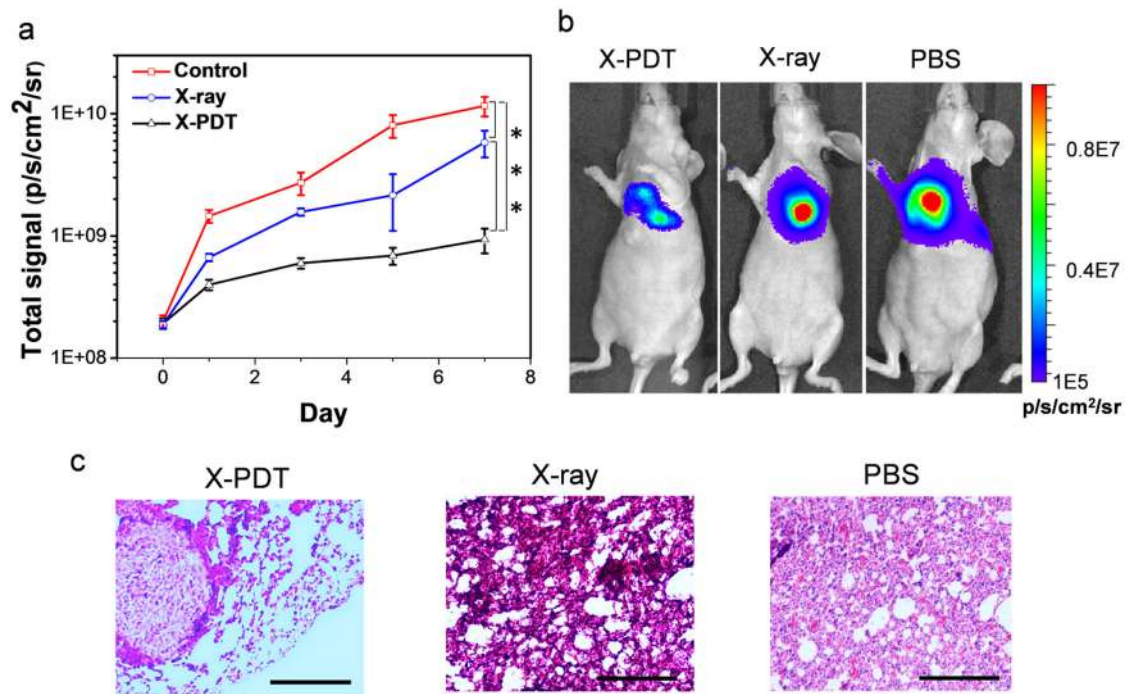 a
Control
X-ray
X-PDT
Total signal (p/s/cm²/sr)
1E+10
1E+09
1E+08
0 2 4 6 8
Day
*
*
*
b
X-PDT X-ray PBS
0.8E7
0.4E7
1E5
p/s/cm²/sr
c
X-PDT X-ray PBS